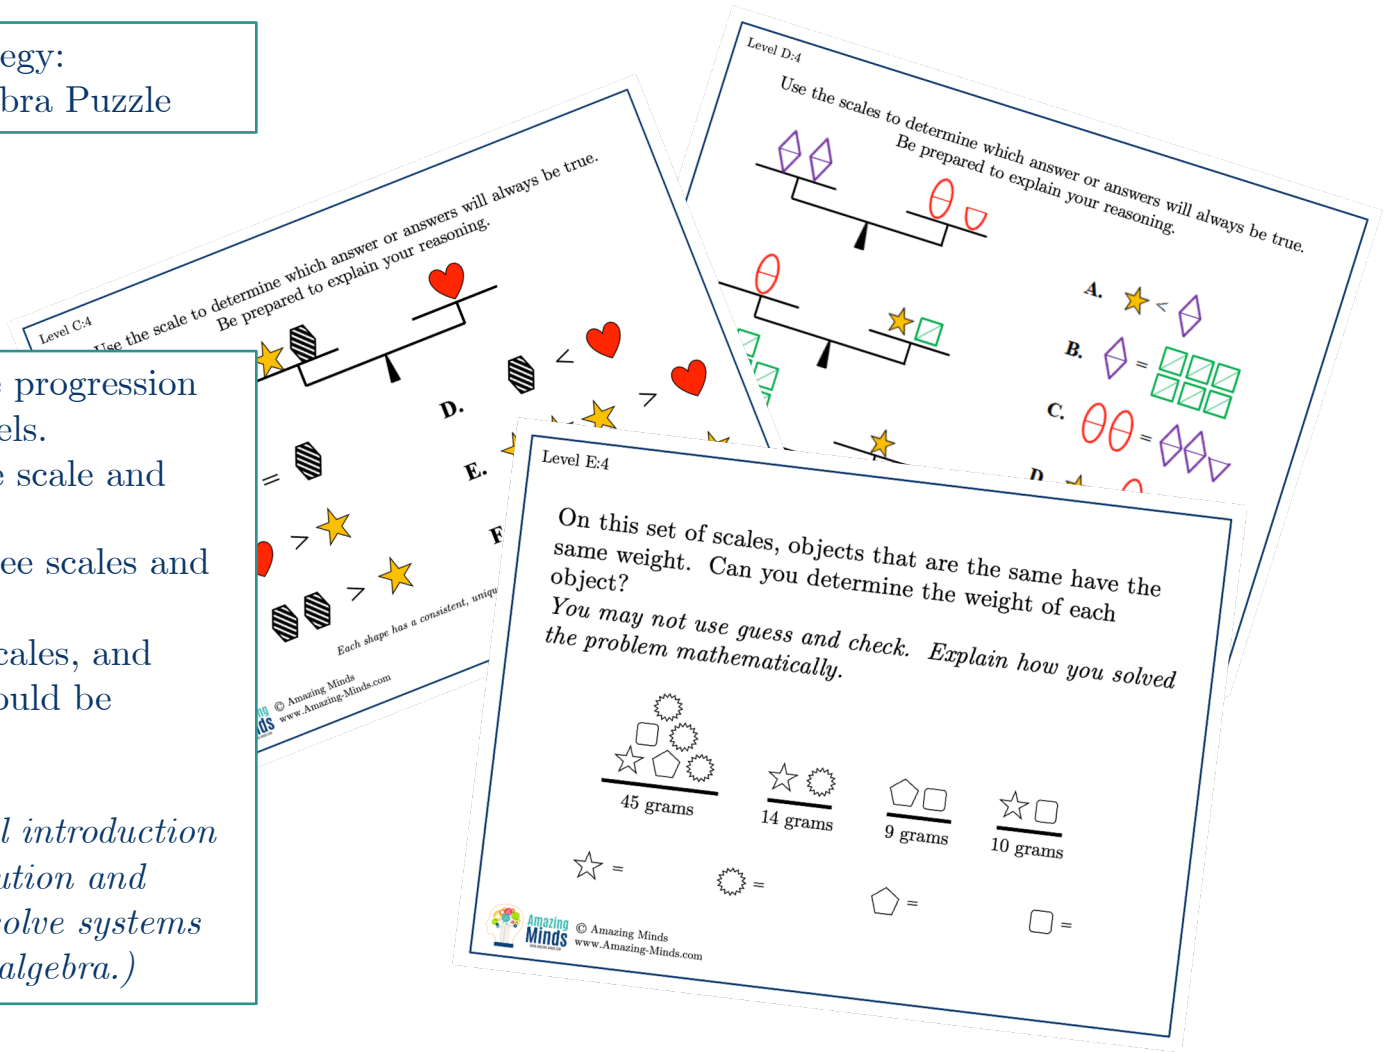 egy:
bra Puzzle
progression
els.
scale and
ee scales and
cales, and
ould be
l introduction
ution and
solve systems
algebra.)
Level C:4
Use the scale to determine which answer or answers will always be true.
Be prepared to explain your reasoning.
D.
<
>
E.
=
>
F
>
Each shape has a consistent, uniqu
© Amazing Minds
www.Amazing-Minds.com
Level D:4
Use the scales to determine which answer or answers will always be true.
Be prepared to explain your reasoning.
A. <
B. =
C. =
D
Level E:4
On this set of scales, objects that are the same have the
same weight. Can you determine the weight of each
object?
You may not use guess and check. Explain how you solved
the problem mathematically.
45 grams
14 grams
9 grams
10 grams
=
=
=
=
Amazing
Minds
© Amazing Minds
www.Amazing-Minds.com